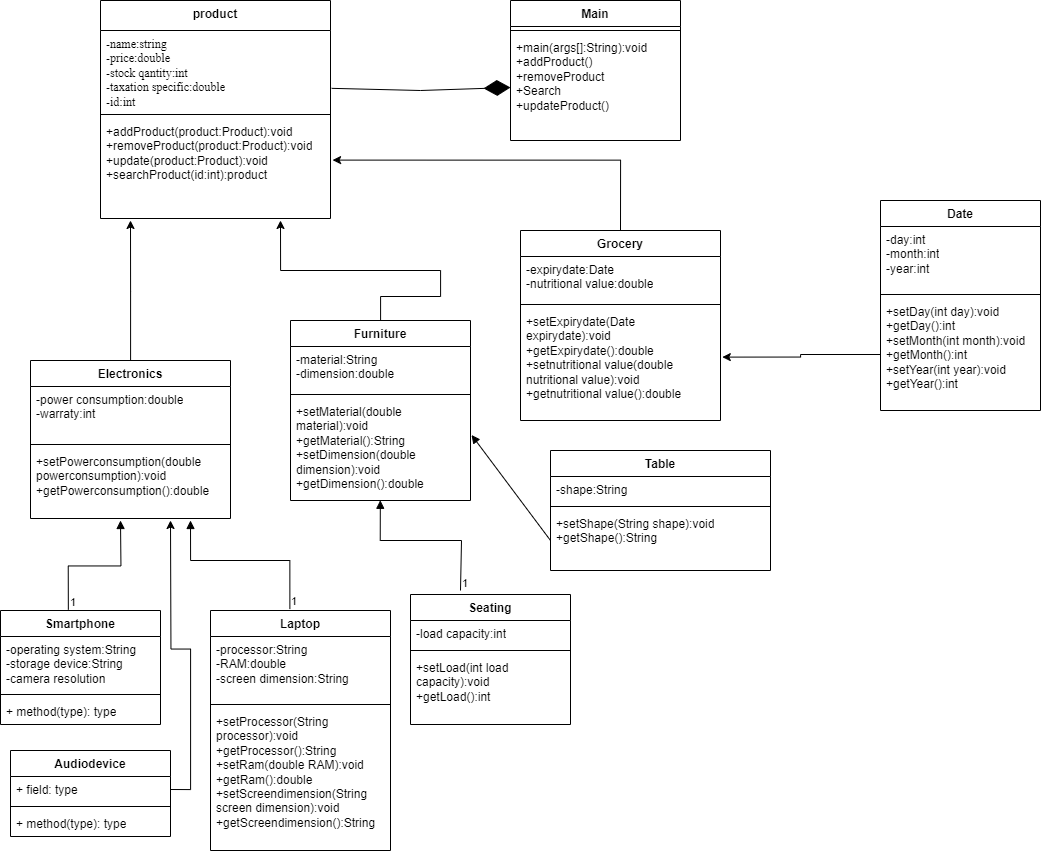 product
-name:string
-price:double
-stock qantity:int
-taxation specific:double
-id:int
+addProduct(product:Product):void
+removeProduct(product:Product):void
+update(product:Product):void
+searchProduct(id:int):product
Main
+main(args[]:String):void
+addProduct()
+removeProduct
+Search
+updateProduct()
Grocery
-expirydate:Date
-nutritional value:double
+setExpirydate(Date
expirydate):void
+getExpirydate():double
+setnutritional value(double
nutritional value):void
+getnutritional value():double
Date
-day:int
-month:int
-year:int
+setDay(int day):void
+getDay():int
+setMonth(int month):void
+getMonth():int
+setYear(int year):void
+getYear():int
Furniture
-material:String
-dimension:double
+setMaterial(double
material):void
+getMaterial():String
+setDimension(double
dimension):void
+getDimension():double
Electronics
-power consumption:double
-warraty:int
+setPowerconsumption(double
powerconsumption):void
+getPowerconsumption():double
Table
-shape:String
+setShape(String shape):void
+getShape():String
1
1
1
Smartphone
-operating system:String
-storage device:String
-camera resolution
+ method(type): type
Laptop
-processor:String
-RAM:double
-screen dimension:String
+setProcessor(String
processor):void
+getProcessor():String
+setRam(double RAM):void
+getRam():double
+setScreendimension(String
screen dimension):void
+getScreendimension():String
Seating
-load capacity:int
+setLoad(int load
capacity):void
+getLoad():int
Audiodevice
+ field: type
+ method(type): type